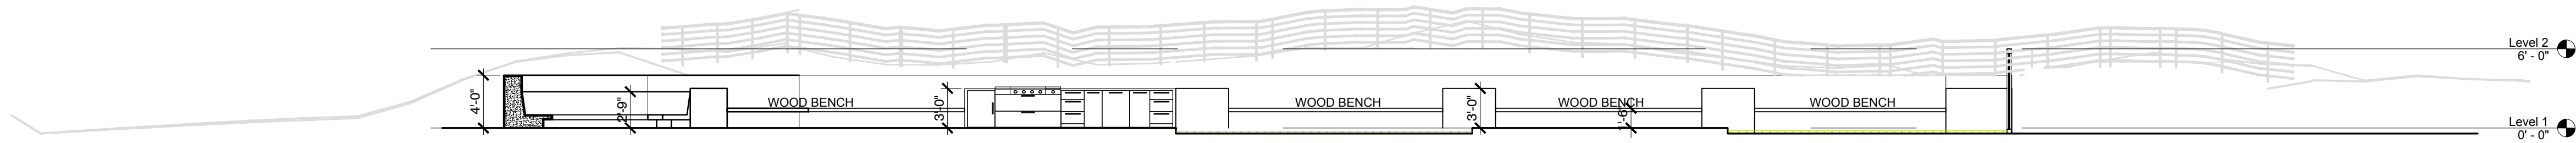 Level 2
6' - 0"
4'-0"
2'-9"
WOOD BENCH
3'-0"
WOOD BENCH
3'-0"
WOOD BENCH
1'-6"
WOOD BENCH
Level 1
0' - 0"